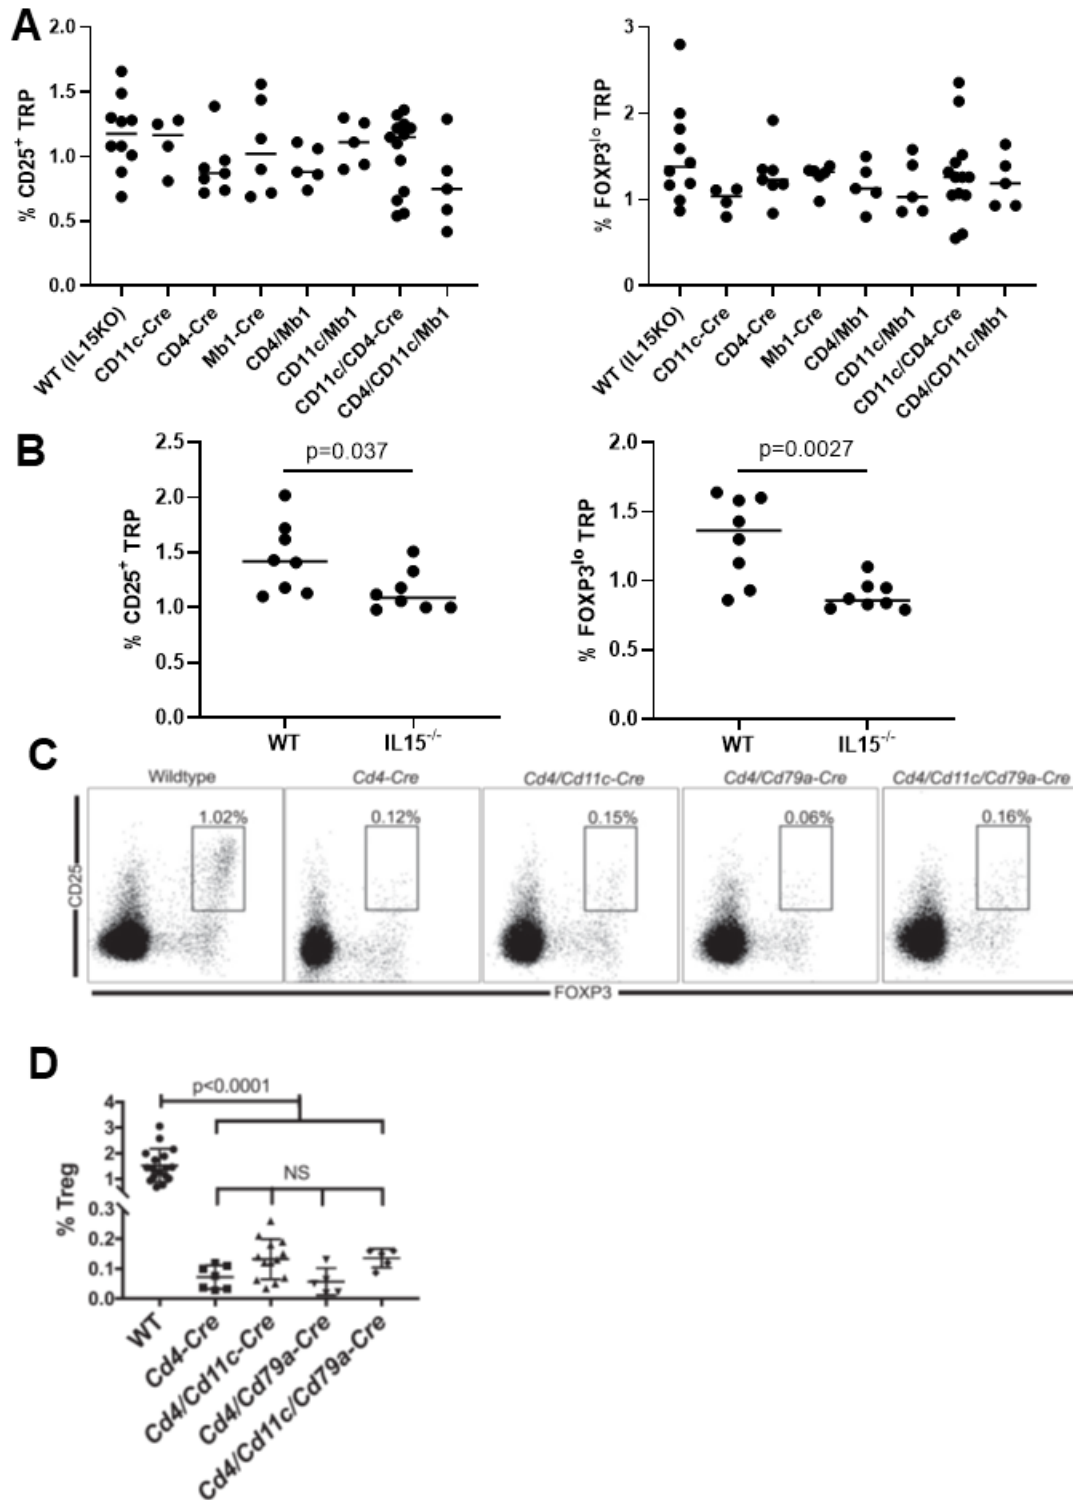 A
% CD25+ TRP
2.0
1.5
1.0
0.5
0.0
WT (IL15KO)
CD11c-Cre
CD4-Cre
Mb1-Cre
CD4/Mb1
CD11c/Mb1
CD11c/CD4-Cre
CD4/CD11c/Mb1
% FOXP3lo TRP
3
2
1
0
WT (IL15KO)
CD11c-Cre
CD4-Cre
Mb1-Cre
CD4/Mb1
CD11c/Mb1
CD11c/CD4-Cre
CD4/CD11c/Mb1
B
% CD25+ TRP
2.5
2.0
1.5
1.0
0.5
0.0
p=0.037
WT
IL15-/-
% FOXP3lo TRP
2.0
1.5
1.0
0.5
0.0
p=0.0027
WT
IL15-/-
C
Wildtype
Cd4-Cre
Cd4/Cd11c-Cre
Cd4/Cd79a-Cre
Cd4/Cd11c/Cd79a-Cre
1.02%
0.12%
0.15%
0.06%
0.16%
CD25
FOXP3
D
% Treg
4
3
2
1
0.3
0.2
0.1
0.0
p<0.0001
NS
WT
Cd4-Cre
Cd4/Cd11c-Cre
Cd4/Cd79a-Cre
Cd4/Cd11c/Cd79a-Cre